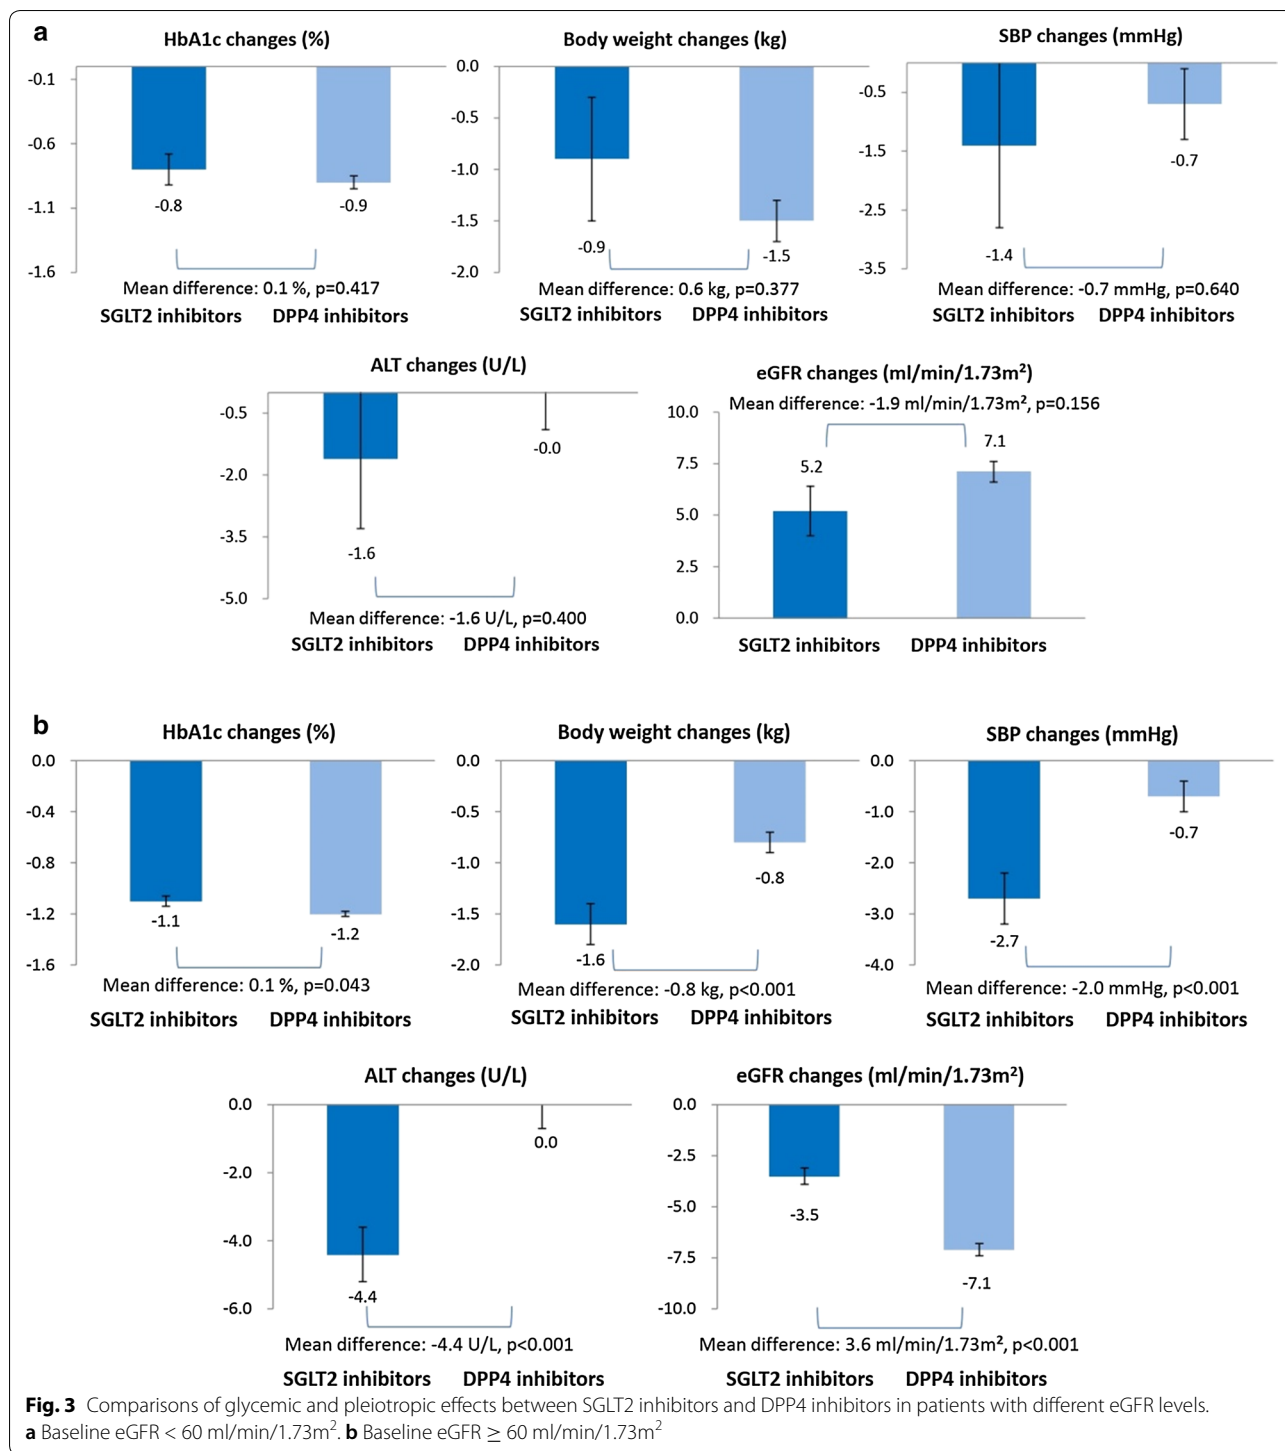 a
HbA1c changes (%)
-0.1
-0.6
-1.1
-1.6
-0.8
-0.9
Mean difference: 0.1 %, p=0.417
SGLT2 inhibitors DPP4 inhibitors
Body weight changes (kg)
0.0
-0.5
-1.0
-1.5
-2.0
-0.9
-1.5
Mean difference: 0.6 kg, p=0.377
SGLT2 inhibitors DPP4 inhibitors
SBP changes (mmHg)
-0.5
-1.5
-2.5
-3.5
-1.4
-0.7
Mean difference: -0.7 mmHg, p=0.640
SGLT2 inhibitors DPP4 inhibitors
ALT changes (U/L)
-0.5
-2.0
-3.5
-5.0
-1.6
-0.0
Mean difference: -1.6 U/L, p=0.400
SGLT2 inhibitors DPP4 inhibitors
eGFR changes (ml/min/1.73m²)
Mean difference: -1.9 ml/min/1.73m², p=0.156
10.0
7.5
5.0
2.5
0.0
5.2
7.1
SGLT2 inhibitors DPP4 inhibitors
b
HbA1c changes (%)
0.0
-0.4
-0.8
-1.2
-1.6
-1.1
-1.2
Mean difference: 0.1 %, p=0.043
SGLT2 inhibitors DPP4 inhibitors
Body weight changes (kg)
0.0
-0.5
-1.0
-1.5
-2.0
-1.6
-0.8
Mean difference: -0.8 kg, p<0.001
SGLT2 inhibitors DPP4 inhibitors
SBP changes (mmHg)
0.0
-1.0
-2.0
-3.0
-4.0
-2.7
-0.7
Mean difference: -2.0 mmHg, p<0.001
SGLT2 inhibitors DPP4 inhibitors
ALT changes (U/L)
0.0
-2.0
-4.0
-6.0
-4.4
0.0
Mean difference: -4.4 U/L, p<0.001
SGLT2 inhibitors DPP4 inhibitors
eGFR changes (ml/min/1.73m²)
0.0
-2.5
-5.0
-7.5
-10.0
-3.5
-7.1
Mean difference: 3.6 ml/min/1.73m², p<0.001
SGLT2 inhibitors DPP4 inhibitors
Fig. 3 Comparisons of glycemic and pleiotropic effects between SGLT2 inhibitors and DPP4 inhibitors in patients with different eGFR levels.
a Baseline eGFR < 60 ml/min/1.73m². b Baseline eGFR ≥ 60 ml/min/1.73m²